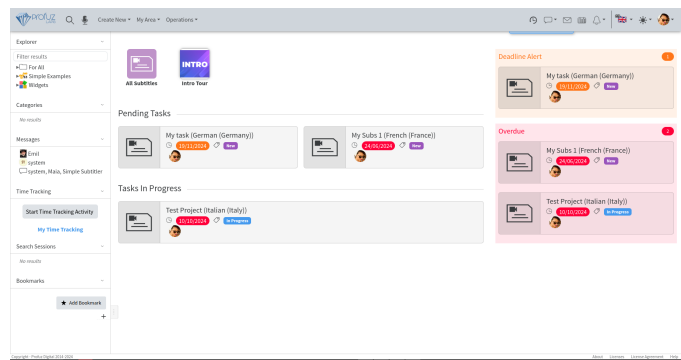 PROFUZ
Create New My Area Operations
Explorer
Filter results
For All
Simple Examples
Widgets
Categories
No results
Messages
Emil
system
system, Maia, Simple Subtitler
Time Tracking
Start Time Tracking Activity
My Time Tracking
Search Sessions
No results
Bookmarks
Add Bookmark
+
INTRO
All Subtitles Intro Tour
Pending Tasks
My task (German (Germany))
19/11/2024 New
My Subs 1 (French (France))
24/06/2024 New
Tasks In Progress
Test Project (Italian (Italy))
10/10/2024 In Progress
Deadline Alert 1
My task (German (Germany))
19/11/2024 New
Overdue 2
My Subs 1 (French (France))
24/06/2024 New
Test Project (Italian (Italy))
10/10/2024 In Progress
Copyright - Profuz Digital 2014-2024
About Licenses License Agreement Help